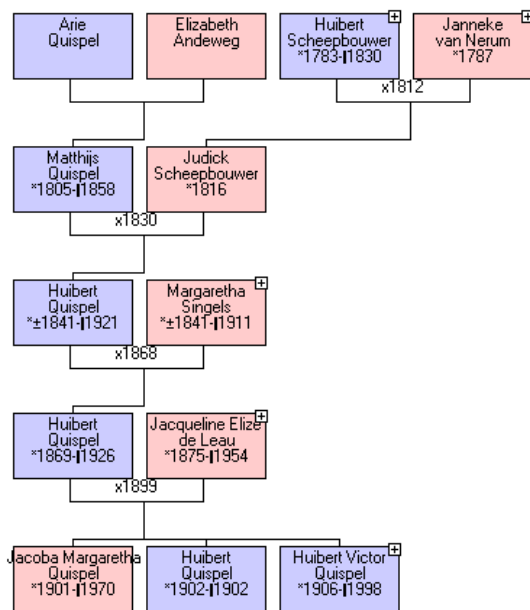 Arie
Quispel
Elizabeth
Andeweg
Huibert
Scheepbouwer
*1783-‖1830
Janneke
van Nerum
*1787
x1812
Matthijs
Quispel
*1805-‖1858
Judick
Scheepbouwer
*1816
x1830
Huibert
Quispel
*±1841-‖1921
Margaretha
Singels
*±1841-‖1911
x1868
Huibert
Quispel
*1869-‖1926
Jacqueline Elize
de Leau
*1875-‖1954
x1899
Jacoba Margaretha
Quispel
*1901-‖1970
Huibert
Quispel
*1902-‖1902
Huibert Victor
Quispel
*1906-‖1998